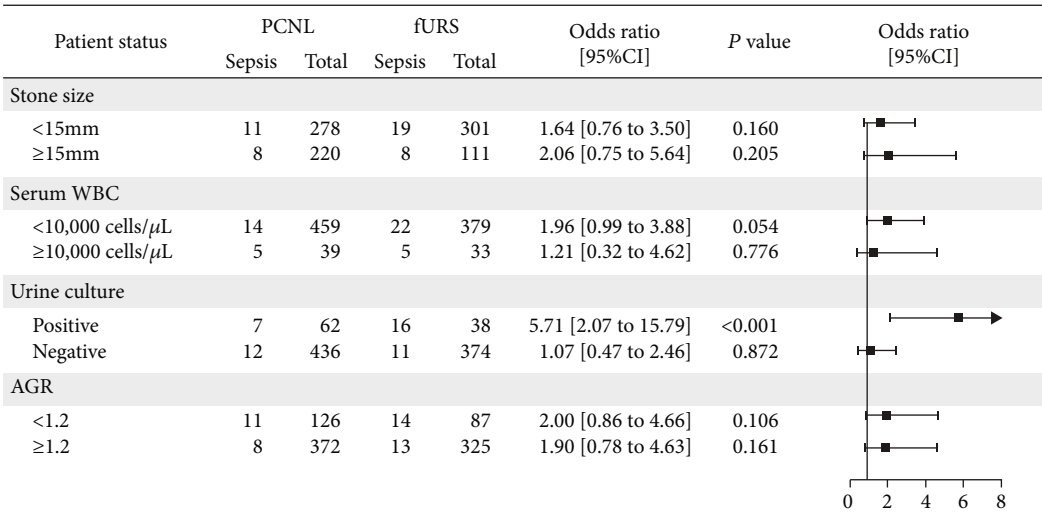 Patient status PCNL fURS Odds ratio [95%CI] P value Odds ratio [95%CI]
Sepsis Total Sepsis Total
Stone size
<15mm 11 278 19 301 1.64 [0.76 to 3.50] 0.160
≥15mm 8 220 8 111 2.06 [0.75 to 5.64] 0.205
Serum WBC
<10,000 cells/μL 14 459 22 379 1.96 [0.99 to 3.88] 0.054
≥10,000 cells/μL 5 39 5 33 1.21 [0.32 to 4.62] 0.776
Urine culture
Positive 7 62 16 38 5.71 [2.07 to 15.79] <0.001
Negative 12 436 11 374 1.07 [0.47 to 2.46] 0.872
AGR
<1.2 11 126 14 87 2.00 [0.86 to 4.66] 0.106
≥1.2 8 372 13 325 1.90 [0.78 to 4.63] 0.161
0 2 4 6 8